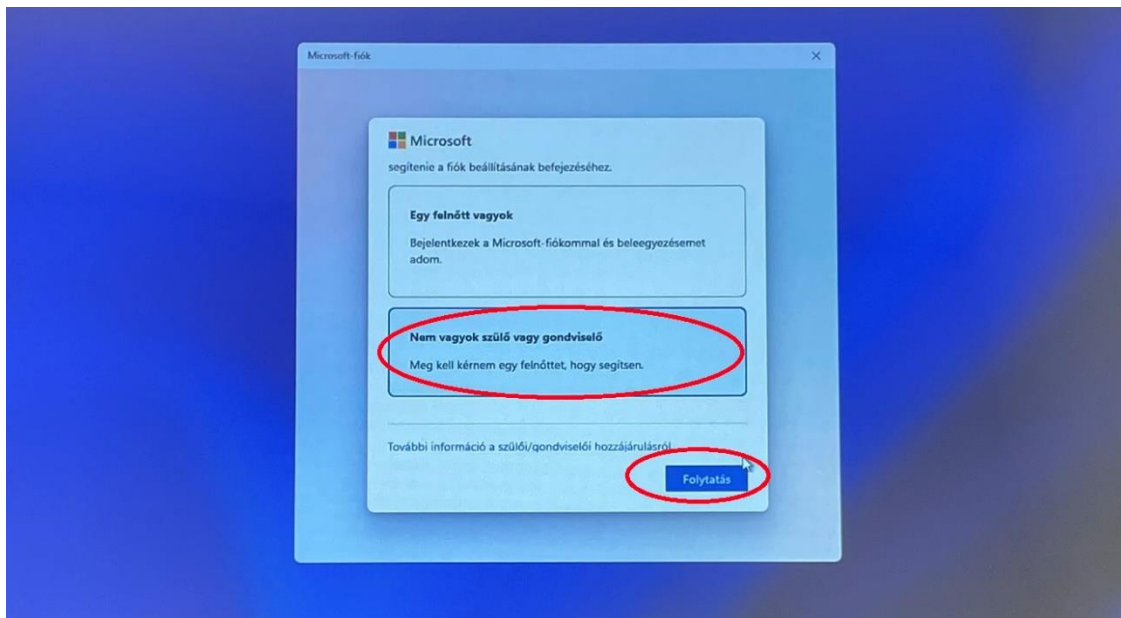 Microsoft-fiók
Microsoft
segítenie a fiók beállításának befejezéséhez.
Egy felnőtt vagyok
Bejelentkezek a Microsoft-fiókommal és beleegyezésemet
adom.
Nem vagyok szülő vagy gondviselő
Meg kell kérnem egy felnőttet, hogy segítsen.
További információ a szülői/gondviselői hozzájárulásról
Folytatás